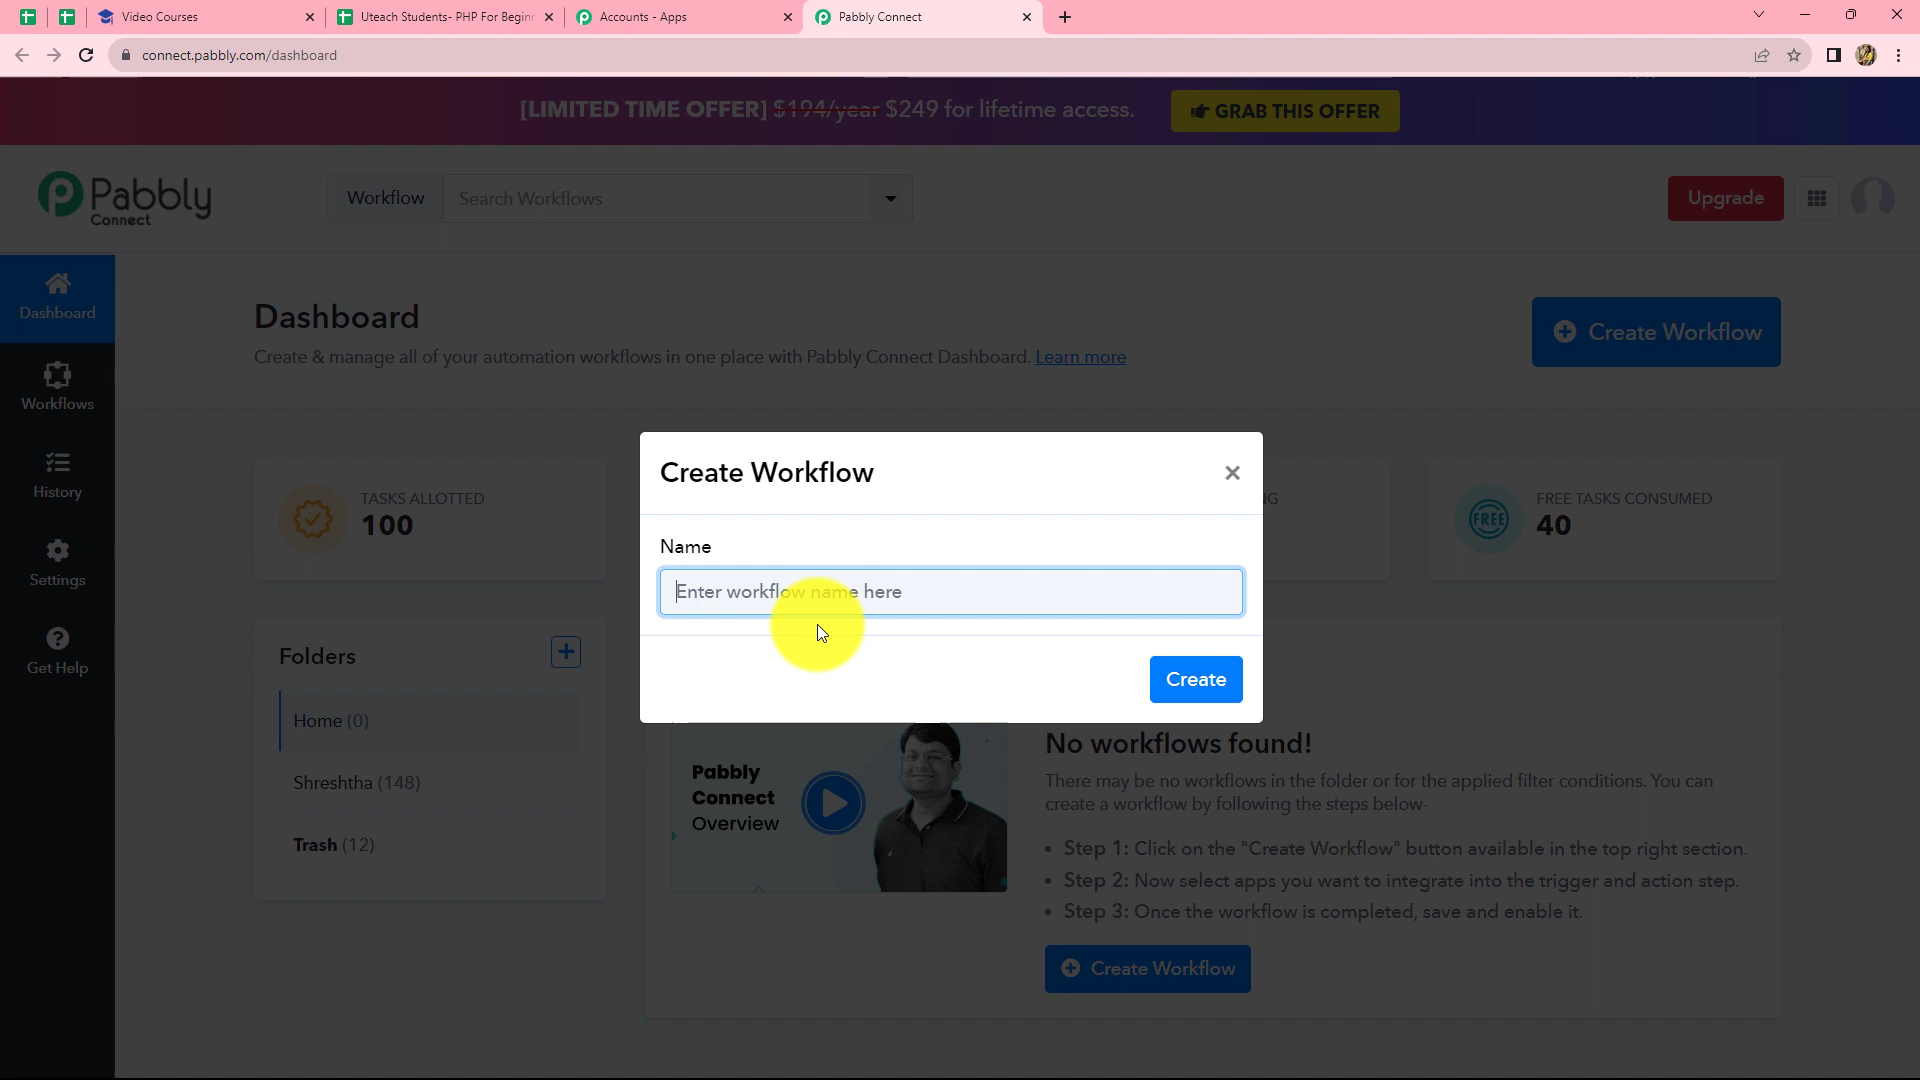 Video Courses
Uteach Students- PHP For Beginn
Accounts - Apps
Pabbly Connect
connect.pabbly.com/dashboard
[LIMITED TIME OFFER] $194/year $249 for lifetime access.
GRAB THIS OFFER
Pabbly
Connect
Workflow
Search Workflows
Upgrade
Dashboard
Workflows
History
Settings
Get Help
Dashboard
Create & manage all of your automation workflows in one place with Pabbly Connect Dashboard. Learn more
Create Workflow
TASKS ALLOTTED
100
NG
FREE
FREE TASKS CONSUMED
40
Create Workflow
Name
Enter workflow name here
Create
Folders
Home (0)
Shreshtha (148)
Trash (12)
Pabbly
Connect
Overview
No workflows found!
There may be no workflows in the folder or for the applied filter conditions. You can
create a workflow by following the steps below-
• Step 1: Click on the "Create Workflow" button available in the top right section.
• Step 2: Now select apps you want to integrate into the trigger and action step.
• Step 3: Once the workflow is completed, save and enable it.
Create Workflow